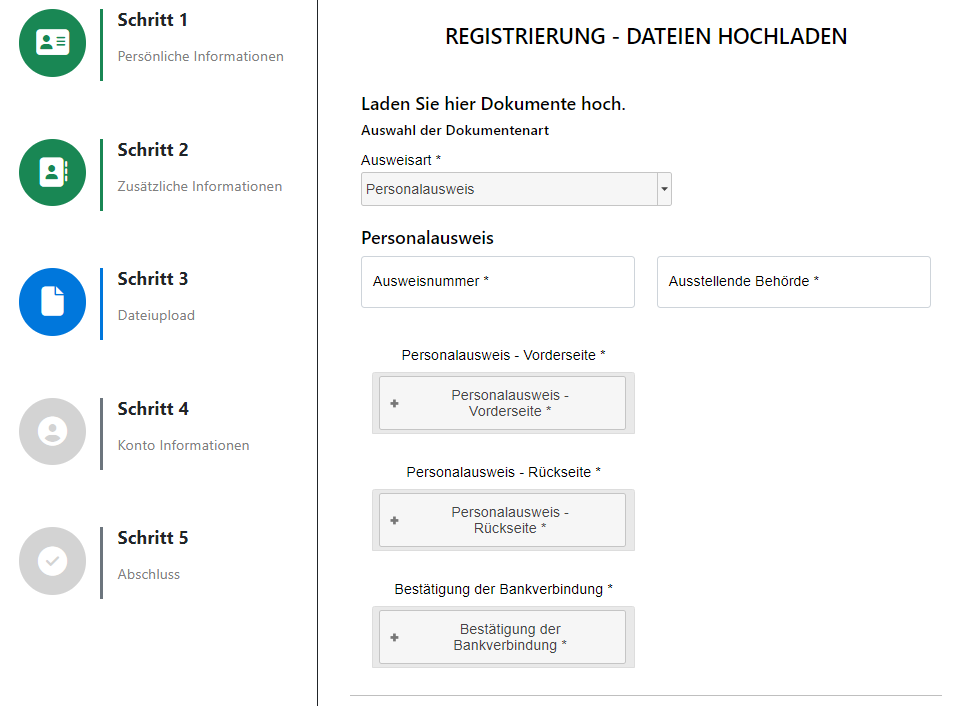 Schritt 1
Persönliche Informationen
Schritt 2
Zusätzliche Informationen
Schritt 3
Dateiupload
Schritt 4
Konto Informationen
Schritt 5
Abschluss
REGISTRIERUNG - DATEIEN HOCHLADEN
Laden Sie hier Dokumente hoch.
Auswahl der Dokumentenart
Ausweisart *
Personalausweis
Personalausweis
Ausweisnummer *
Ausstellende Behörde *
Personalausweis - Vorderseite *
Personalausweis -
Vorderseite *
Personalausweis - Rückseite *
Personalausweis -
Rückseite *
Bestätigung der Bankverbindung *
Bestätigung der
Bankverbindung *